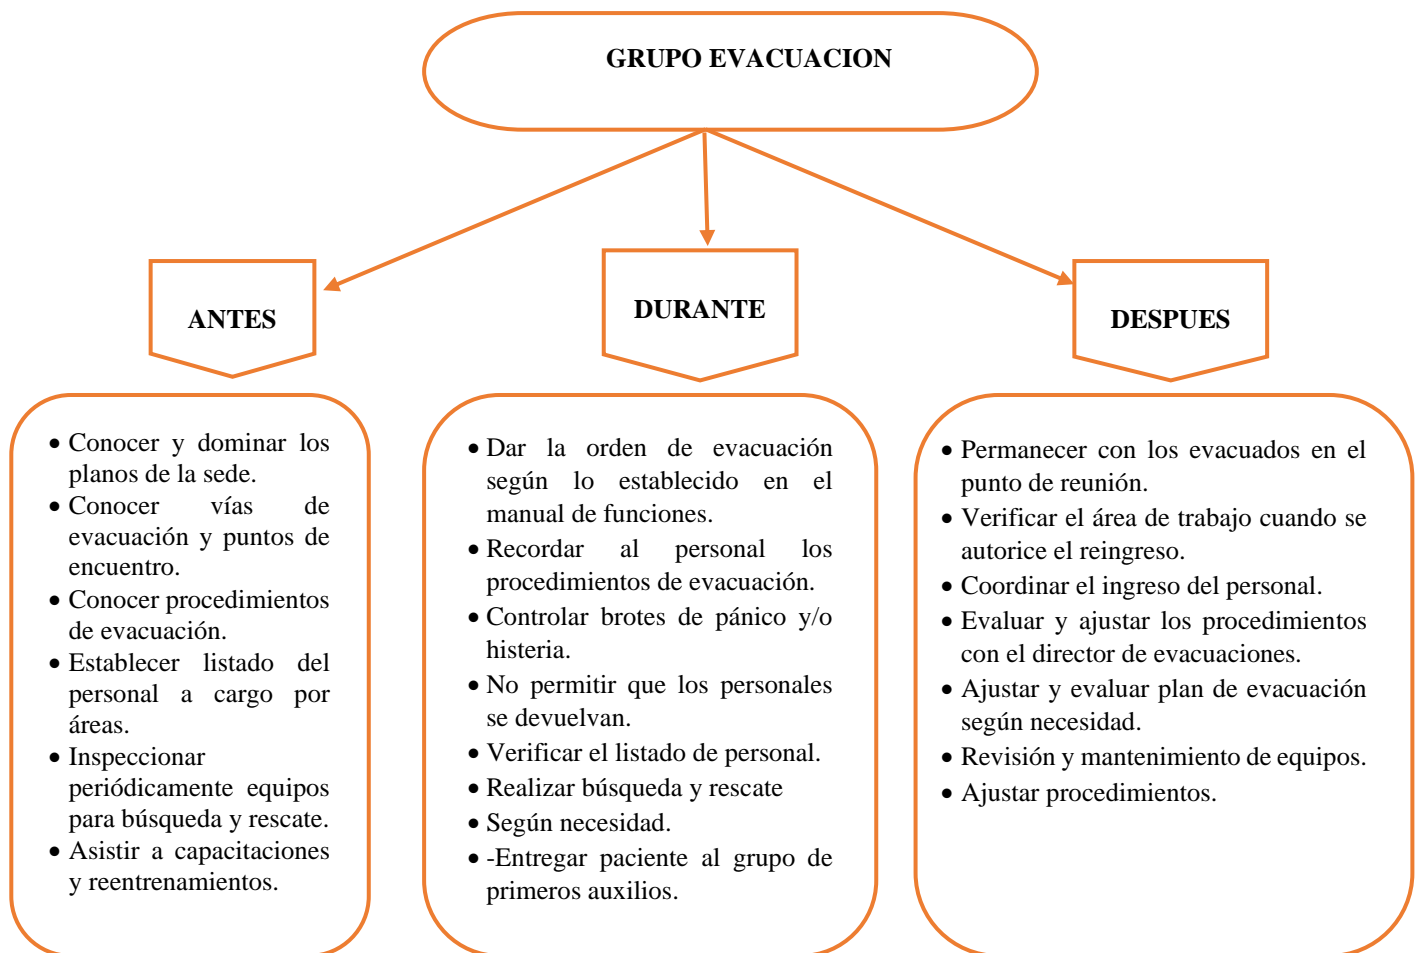 GRUPO EVACUACION
ANTES
• Conocer y dominar los
planos de la sede.
• Conocer vías de
evacuación y puntos de
encuentro.
• Conocer procedimientos
de evacuación.
• Establecer listado del
personal a cargo por
áreas.
• Inspeccionar
periódicamente equipos
para búsqueda y rescate.
• Asistir a capacitaciones
y reentrenamientos.
DURANTE
• Dar la orden de evacuación
según lo establecido en el
manual de funciones.
• Recordar al personal los
procedimientos de evacuación.
• Controlar brotes de pánico y/o
histeria.
• No permitir que los personales
se devuelvan.
• Verificar el listado de personal.
• Realizar búsqueda y rescate
• Según necesidad.
• -Entregar paciente al grupo de
primeros auxilios.
DESPUES
• Permanecer con los evacuados en el
punto de reunión.
• Verificar el área de trabajo cuando se
autorice el reingreso.
• Coordinar el ingreso del personal.
• Evaluar y ajustar los procedimientos
con el director de evacuaciones.
• Ajustar y evaluar plan de evacuación
según necesidad.
• Revisión y mantenimiento de equipos.
• Ajustar procedimientos.